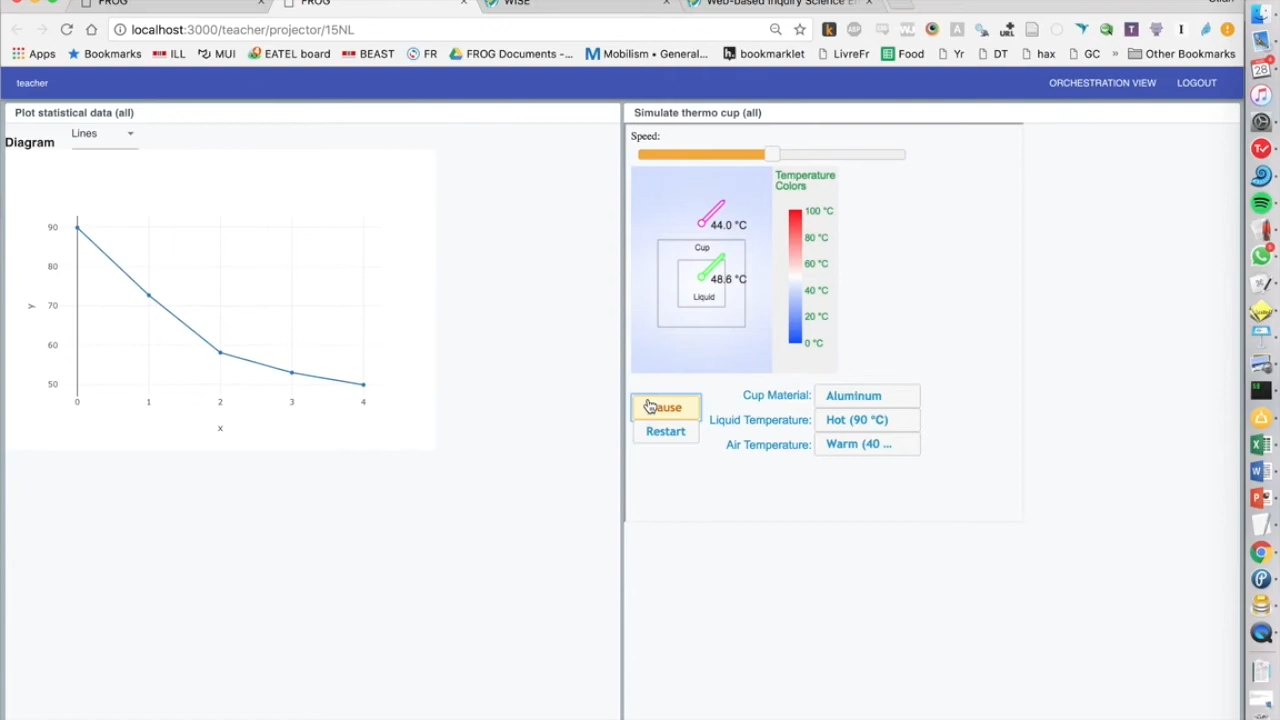 FROG
FROG
WISE
Web-based Inquiry Science En
localhost:3000/teacher/projector/15NL
Apps
Bookmarks
ILL
MUI
EATEL board
BEAST
FR
FROG Documents -...
Mobilism • General...
bookmarklet
LivreFr
Food
Yr
DT
hax
GC
»
Other Bookmarks
teacher
ORCHESTRATION VIEW
LOGOUT
Plot statistical data (all)
Diagram
Lines
90
80
70
60
50
y
0
1
2
3
4
x
Simulate thermo cup (all)
Speed:
Temperature
Colors
100 °C
80 °C
60 °C
40 °C
20 °C
0 °C
44.0 °C
Cup
48.6 °C
Liquid
ause
Restart
Cup Material:
Aluminum
Liquid Temperature:
Hot (90 °C)
Air Temperature:
Warm (40 ...
28